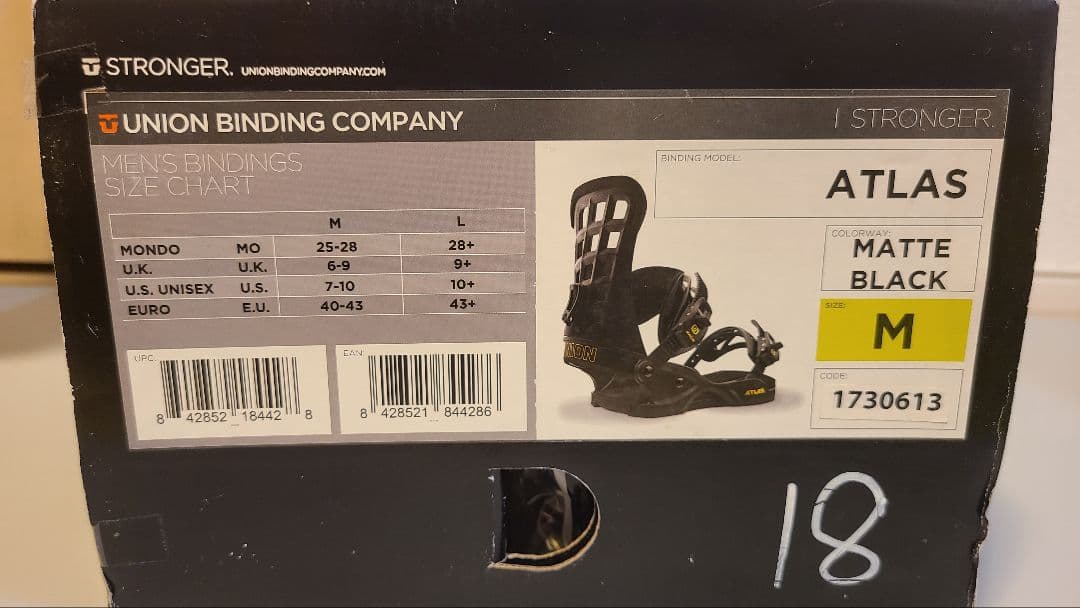 STRONGER. UNIONBINDINGCOMPANY.COM
UNION BINDING COMPANY
I STRONGER.
MEN'S BINDINGS
SIZE CHART
M L
MONDO MO 25-28 28+
U.K. U.K. 6-9 9+
U.S. UNISEX U.S. 7-10 10+
EURO E.U. 40-43 43+
UPC:
8 42852 18442 8
EAN:
8 428521 844286
BINDING MODEL:
ATLAS
COLORWAY:
MATTE
BLACK
SIZE:
M
CODE:
1730613
ATLAS
18